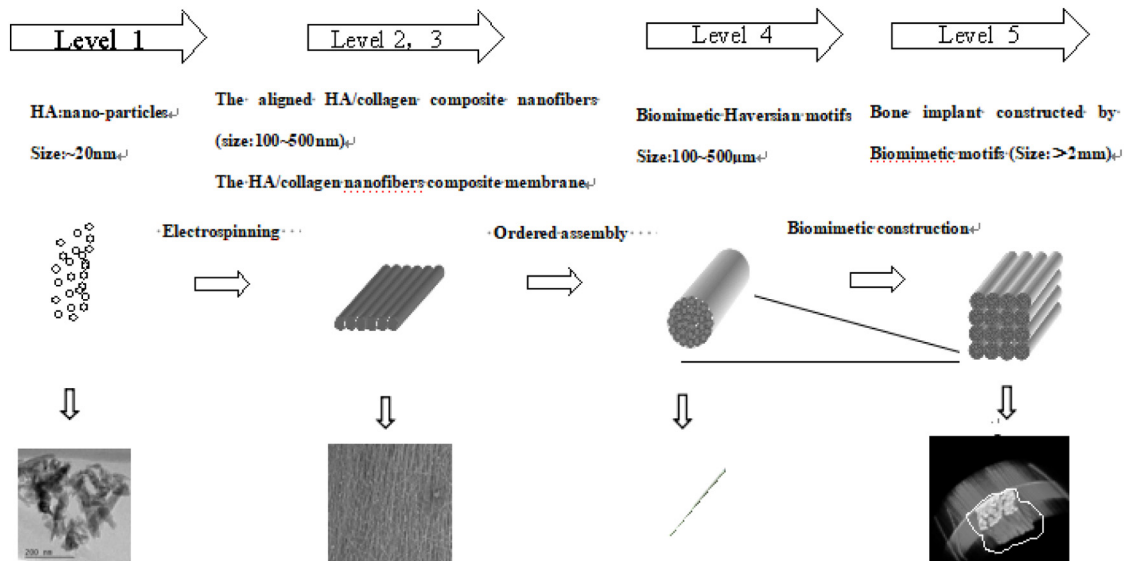 Level 1
Level 2, 3
Level 4
Level 5
HA:nano-particles
Size:~20nm
The aligned HA/collagen composite nanofibers
(size:100~500nm)
The HA/collagen nanofibers composite membrane
Biomimetic Haversian motifs
Size:100~500μm
Bone implant constructed by
Biomimetic motifs (Size:>2mm)
Electrospinning
Ordered assembly
Biomimetic construction
200 nm